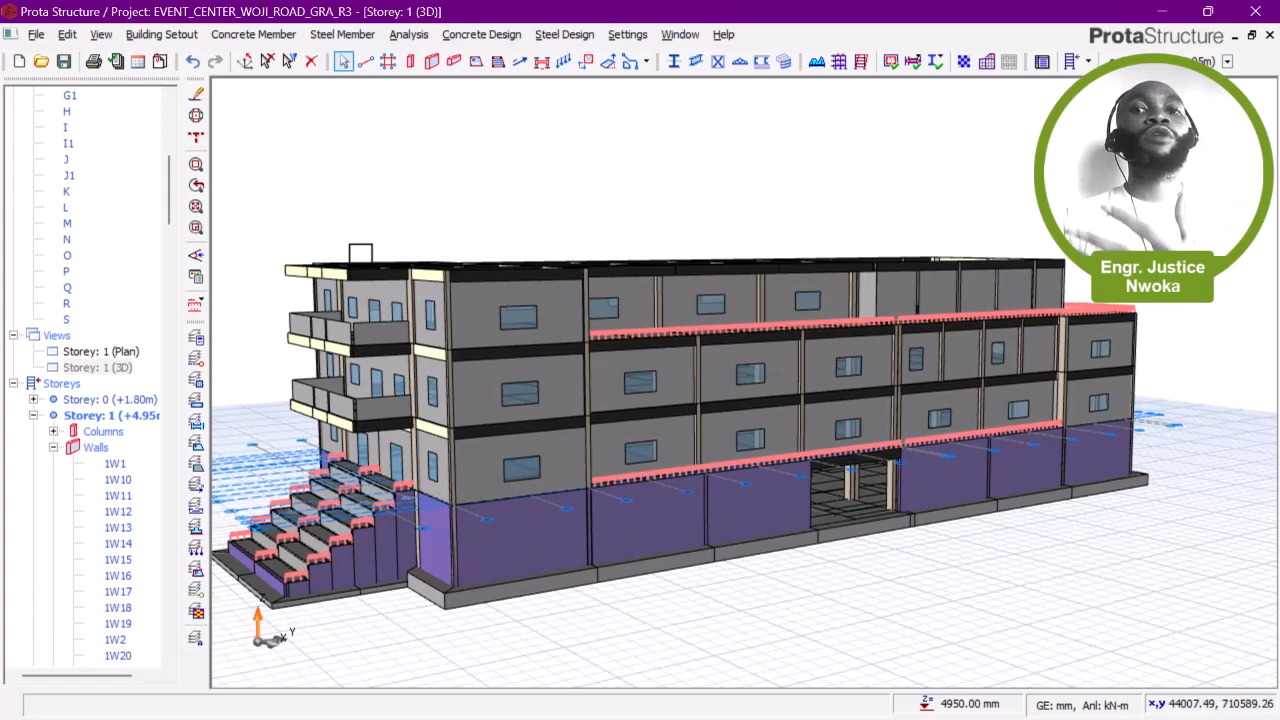 Prota Structure / Project: EVENT_CENTER_WOJI_ROAD_GRA_R3 - [Storey: 1 (3D)]
File Edit View Building Setout Concrete Member Steel Member Analysis Concrete Design Steel Design Settings Window Help
ProtaStructure
G1
H
I
I1
J
J1
K
L
M
N
O
P
Q
R
S
Views
Storey: 1 (Plan)
Storey: 1 (3D)
Storeys
Storey: 0 (+1.80m)
Storey: 1 (+4.95m
Columns
Walls
1W1
1W10
1W11
1W12
1W13
1W14
1W15
1W16
1W17
1W18
1W19
1W2
1W20
Engr. Justice
Nwoka
Z
X
Y
Z=
4950.00 mm
GE: mm, Anl: kN-m
x,y 44007.49, 710589.26